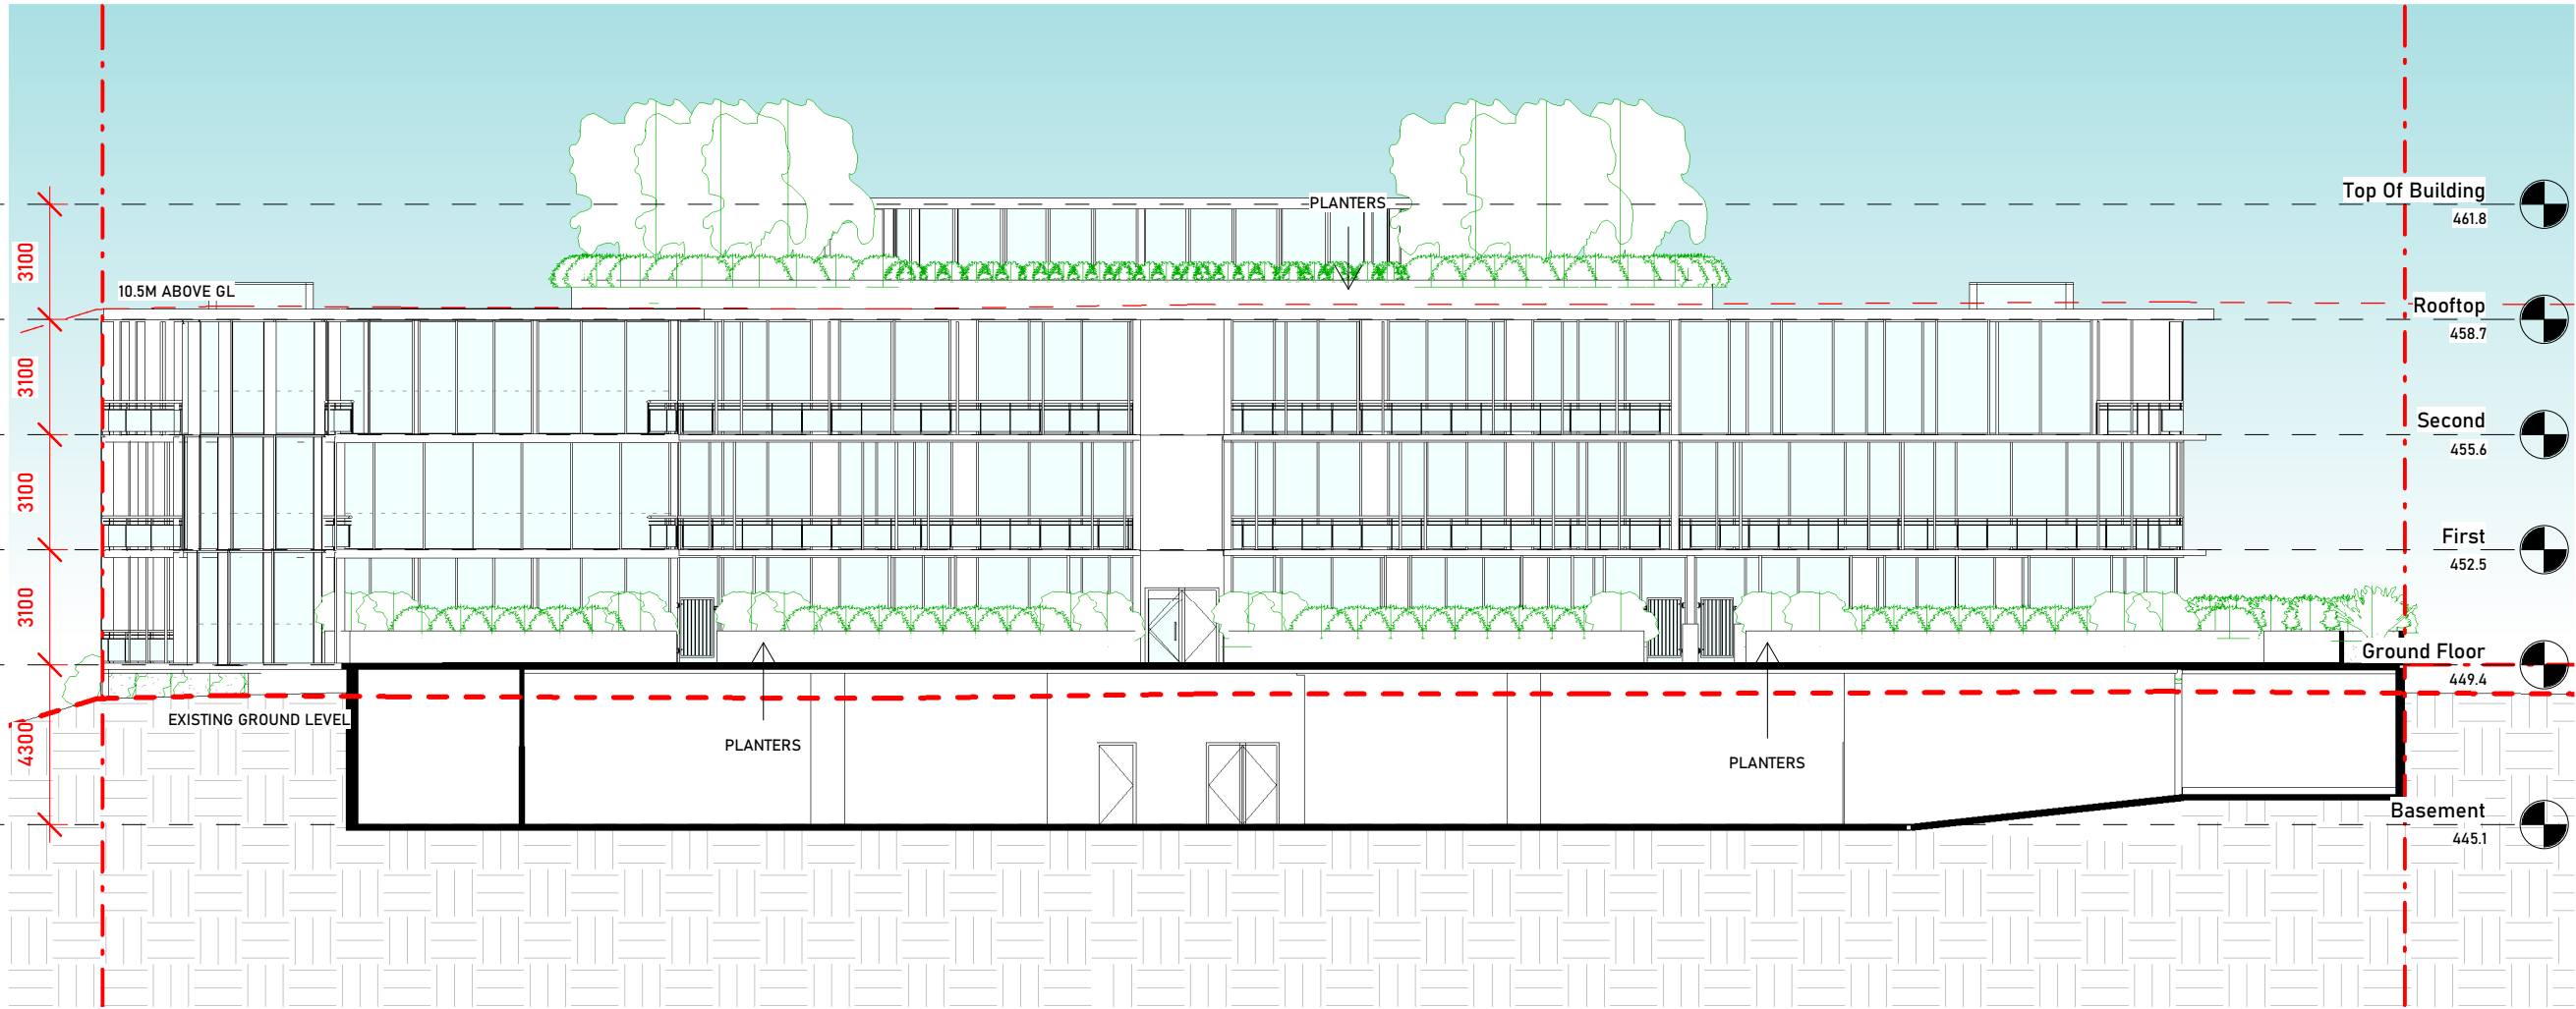 PLANTERS
Top Of Building
461.8
3100
10.5M ABOVE GL
Rooftop
458.7
3100
Second
455.6
3100
First
452.5
3100
Ground Floor
449.4
EXISTING GROUND LEVEL
4300
PLANTERS
PLANTERS
Basement
445.1